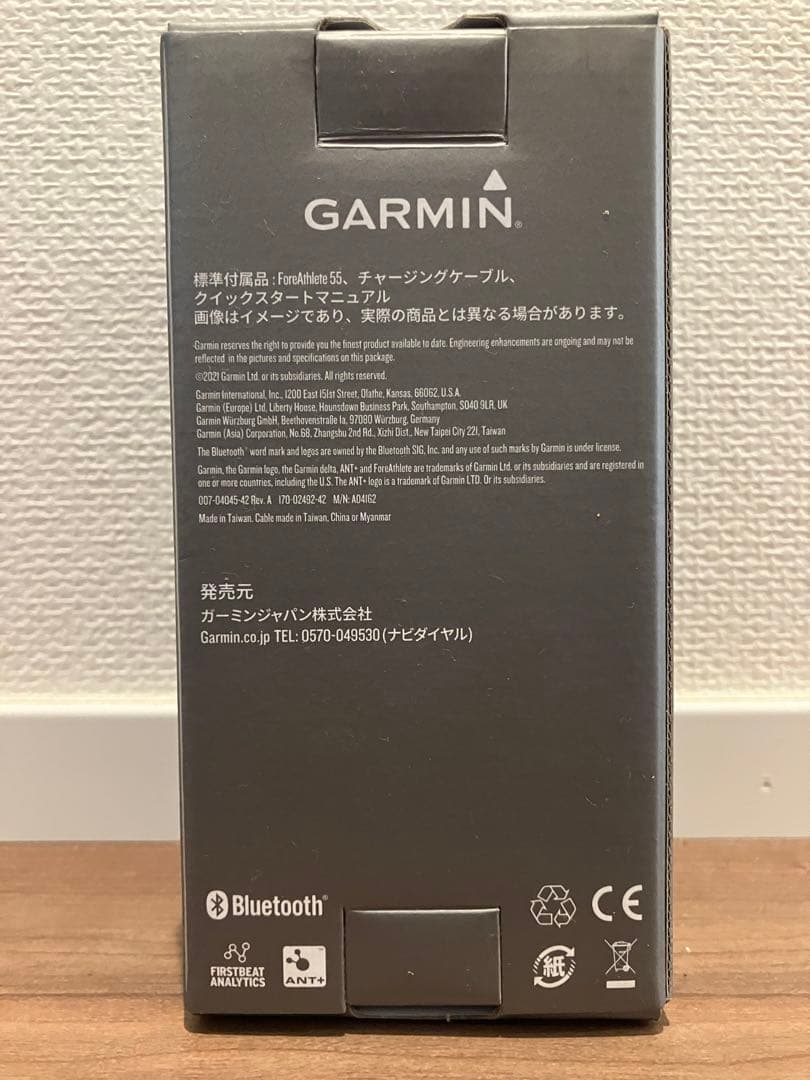 GARMIN®
標準付属品 : ForeAthlete 55、チャージングケーブル、
クイックスタートマニュアル
画像はイメージであり、実際の商品とは異なる場合があります。
Garmin reserves the right to provide you the finest product available to date. Engineering enhancements are ongoing and may not be
reflected in the pictures and specifications on this package.
©2021 Garmin Ltd. or its subsidiaries. All rights reserved.
Garmin International, Inc., 1200 East 151st Street, Olathe, Kansas, 66062, U.S.A.
Garmin (Europe) Ltd, Liberty House, Hounsdown Business Park, Southampton, SO40 9LR, UK
Garmin Würzburg GmbH, Beethovenstraße 1a, 97080 Würzburg, Germany
Garmin (Asia) Corporation, No.68, Zhangshu 2nd Rd., Xizhi Dist., New Taipei City 221, Taiwan
The Bluetooth® word mark and logos are owned by the Bluetooth SIG, Inc. and any use of such marks by Garmin is under license.
Garmin, the Garmin logo, the Garmin delta, ANT+ and ForeAthlete are trademarks of Garmin Ltd. or its subsidiaries and are registered in
one or more countries, including the U.S. The ANT+ logo is a trademark of Garmin LTD. Or its subsidiaries.
007-04045-42 Rev. A 170-02492-42 M/N: A04162
Made in Taiwan. Cable made in Taiwan, China or Myanmar
発売元
ガーミンジャパン株式会社
Garmin.co.jp TEL: 0570-049530 (ナビダイヤル)
Bluetooth®
CE
FIRSTBEAT
ANALYTICS
ANT+
紙